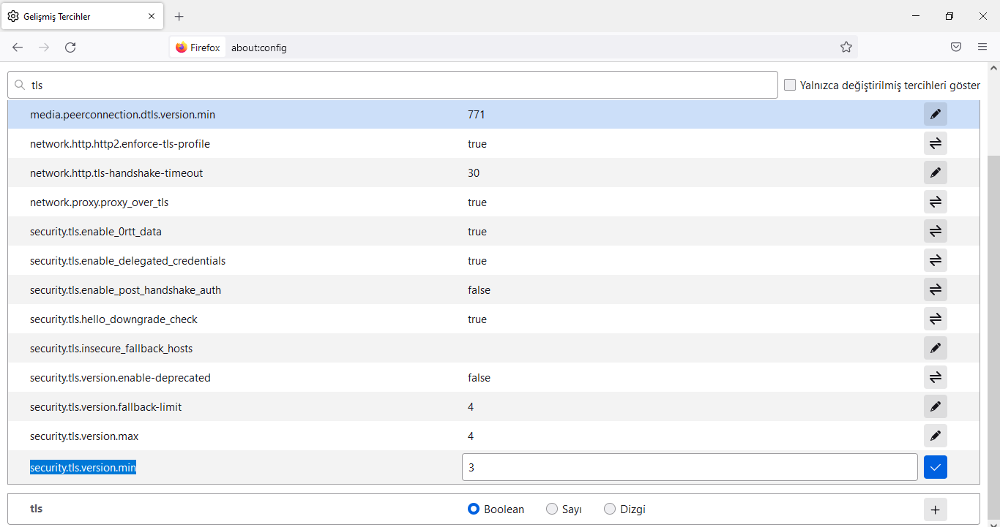 Gelişmiş Tercihler
Firefox about:config
tls Yalnızca değiştirilmiş tercihleri göster
media.peerconnection.dtls.version.min 771
network.http.http2.enforce-tls-profile true
network.http.tls-handshake-timeout 30
network.proxy.proxy_over_tls true
security.tls.enable_0rtt_data true
security.tls.enable_delegated_credentials true
security.tls.enable_post_handshake_auth false
security.tls.hello_downgrade_check true
security.tls.insecure_fallback_hosts
security.tls.version.enable-deprecated false
security.tls.version.fallback-limit 4
security.tls.version.max 4
security.tls.version.min 3
tls Boolean Sayı Dizgi